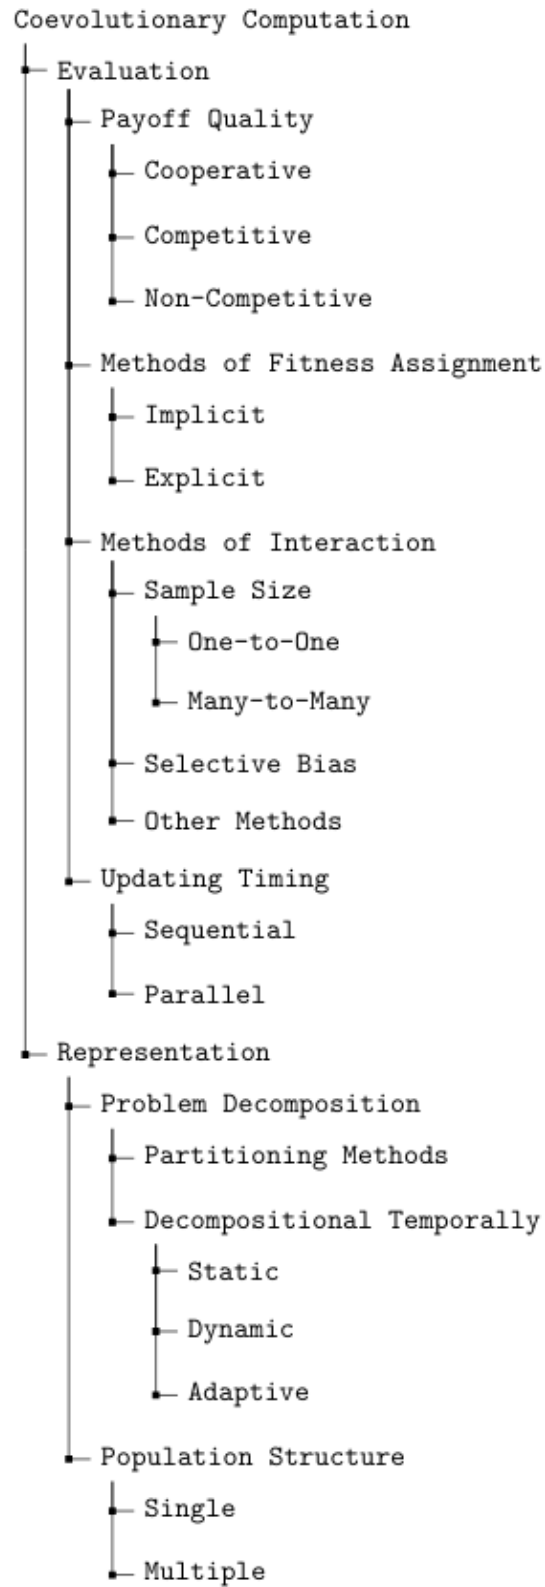 Coevolutionary Computation
Evaluation
Payoff Quality
Cooperative
Competitive
Non-Competitive
Methods of Fitness Assignment
Implicit
Explicit
Methods of Interaction
Sample Size
One-to-One
Many-to-Many
Selective Bias
Other Methods
Updating Timing
Sequential
Parallel
Representation
Problem Decomposition
Partitioning Methods
Decompositional Temporally
Static
Dynamic
Adaptive
Population Structure
Single
Multiple